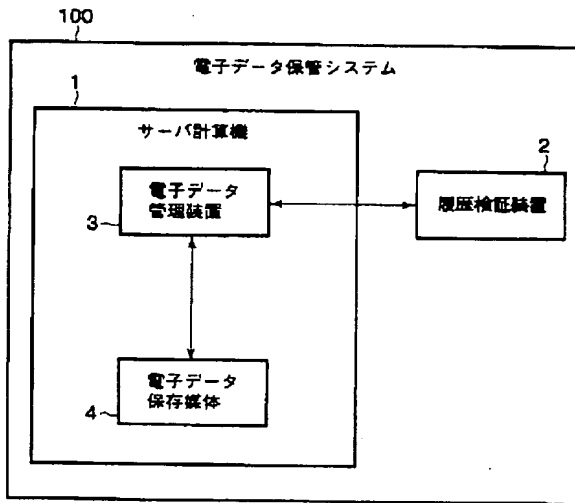 100
電子データ保管システム
1
サーバ計算機
電子データ
管理装置
3
2
履歴検証装置
電子データ
保存媒体
4